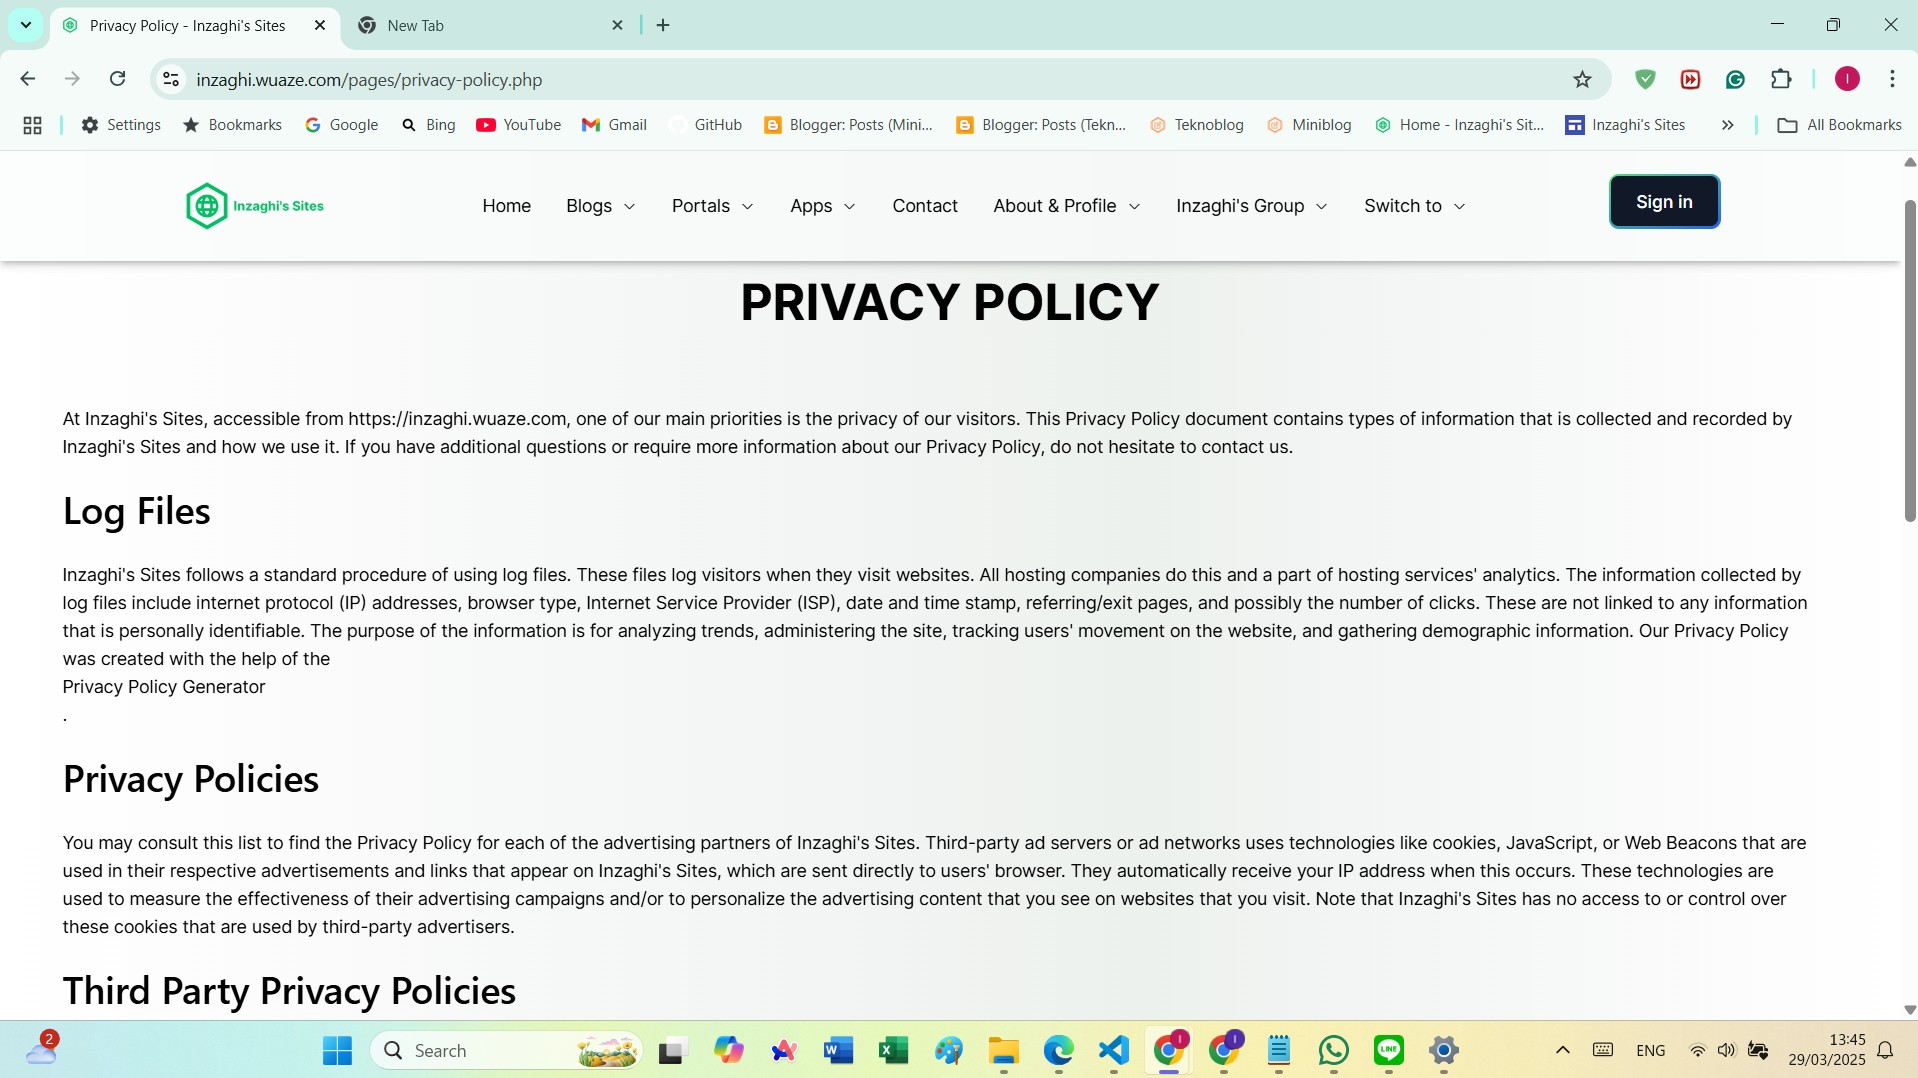 Privacy Policy - Inzaghi's Sites
New Tab
inzaghi.wuaze.com/pages/privacy-policy.php
I
Settings
Bookmarks
Google
Bing
YouTube
Gmail
GitHub
Blogger: Posts (Mini...
Blogger: Posts (Tekn...
Teknoblog
Miniblog
Home - Inzaghi's Sit...
Inzaghi's Sites
All Bookmarks
Inzaghi's Sites
Home
Blogs
Portals
Apps
Contact
About & Profile
Inzaghi's Group
Switch to
Sign in
PRIVACY POLICY
At Inzaghi's Sites, accessible from https://inzaghi.wuaze.com, one of our main priorities is the privacy of our visitors. This Privacy Policy document contains types of information that is collected and recorded by
Inzaghi's Sites and how we use it. If you have additional questions or require more information about our Privacy Policy, do not hesitate to contact us.
Log Files
Inzaghi's Sites follows a standard procedure of using log files. These files log visitors when they visit websites. All hosting companies do this and a part of hosting services' analytics. The information collected by
log files include internet protocol (IP) addresses, browser type, Internet Service Provider (ISP), date and time stamp, referring/exit pages, and possibly the number of clicks. These are not linked to any information
that is personally identifiable. The purpose of the information is for analyzing trends, administering the site, tracking users' movement on the website, and gathering demographic information. Our Privacy Policy
was created with the help of the
Privacy Policy Generator
.
Privacy Policies
You may consult this list to find the Privacy Policy for each of the advertising partners of Inzaghi's Sites. Third-party ad servers or ad networks uses technologies like cookies, JavaScript, or Web Beacons that are
used in their respective advertisements and links that appear on Inzaghi's Sites, which are sent directly to users' browser. They automatically receive your IP address when this occurs. These technologies are
used to measure the effectiveness of their advertising campaigns and/or to personalize the advertising content that you see on websites that you visit. Note that Inzaghi's Sites has no access to or control over
these cookies that are used by third-party advertisers.
Third Party Privacy Policies
2
Search
ENG
13:45
29/03/2025